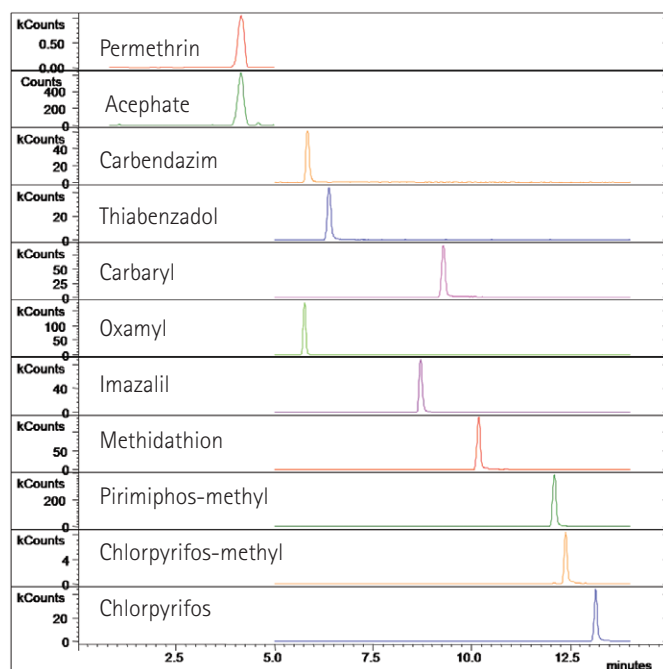 kCounts
0.50
0.00
Permethrin
Counts
400
200
0
Acephate
kCounts
40
20
0
Carbendazim
kCounts
20
0
Thiabenzadol
kCounts
50
25
0
Carbaryl
kCounts
100
50
0
Oxamyl
kCounts
40
0
Imazalil
kCounts
50
0
Methidathion
kCounts
200
0
Pirimiphos-methyl
kCounts
4
0
Chlorpyrifos-methyl
kCounts
20
0
Chlorpyrifos
2.5 5.0 7.5 10.0 12.5
minutes